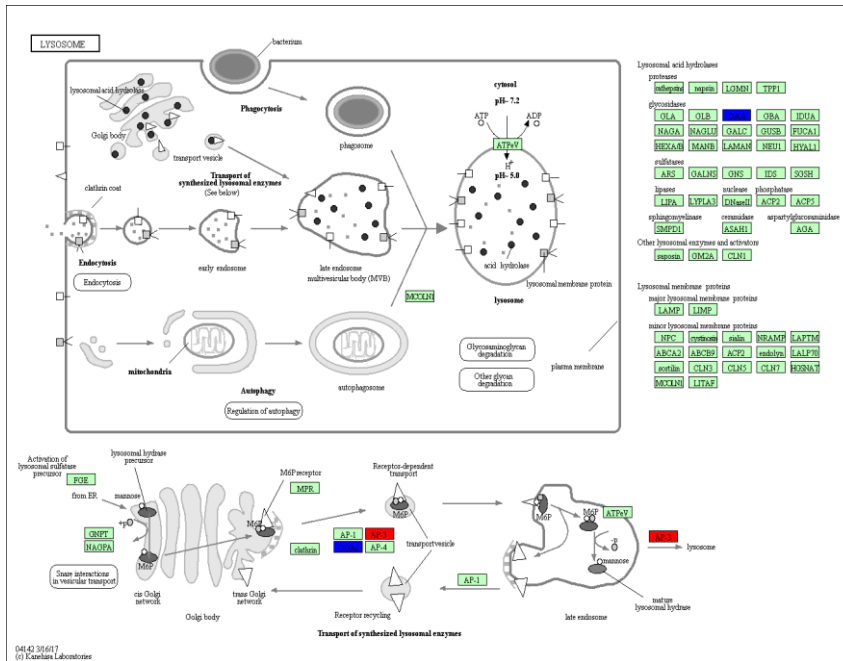 LYSOSOME
bacterium
lysosomal acid hydrolase
Golgi body
Phagocytosis
phagosome
transport vesicle
Transport of
synthesized lysosomal enzymes
(See below)
clathrin coat
Endocytosis
Endocytosis
early endosome
late endosome
multivesicular body (MVB)
cytosol
pH~ 7.2
ATP
ADP
ATPeV
H+
pH~ 5.0
acid hydrolase
lysosomal membrane protein
lysosome
MCOLN1
mitochondria
Autophagy
Regulation of autophagy
autophagosome
Glycosaminoglycan
degradation
Other glycan
degradation
plasma membrane
Lysosomal acid hydrolases
proteases
cathepsins napsin LGMN TPP1
glycosidases
GLA GLB GBA IDUA
NAGA NAGLU GALC GUSB FUCA1
HEXA/B MANB LAMAN NEU1 HYAL1
sulfatases
ARS GALNS GNS IDS SGSH
lipases nuclease phosphatase
LIPA LYPLA3 DNaseII ACP2 ACP5
sphingomyelinase ceramidase aspartylglucosaminidase
SMPD1 ASAH1 AGA
Other lysosomal enzymes and activators
saposin GM2A CLN1
Lysosomal membrane proteins
major lysosomal membrane proteins
LAMP LIMP
minor lysosomal membrane proteins
NPC cystinosin sialin NRAMP LAPTM
ABCA2 ABCB9 ACP2 endolyn LALP70
sortilin CLN3 CLN5 CLN7 HGSNAT
MCOLN1 LITAF
Activation of
lysosomal sulfatase
precursor
FGE
lysosomal hydrase
precursor
from ER
mannose
+p
GNPT
NAGPA
M6P
Snare interactions
in vesicular transport
cis Golgi
network
Golgi body
trans Golgi
network
M6P
M6P receptor
MPR
clathrin
AP-1
AP-4
Receptor-dependent
transport
M6P
transport vesicle
Receptor recycling
AP-1
Transport of synthesized lysosomal enzymes
M6P
M6P
ATPeV
-p
mannose
late endosome
mature
lysosomal hydrase
AP-3
lysosome
04142 3/16/17
(c) Kanehisa Laboratories